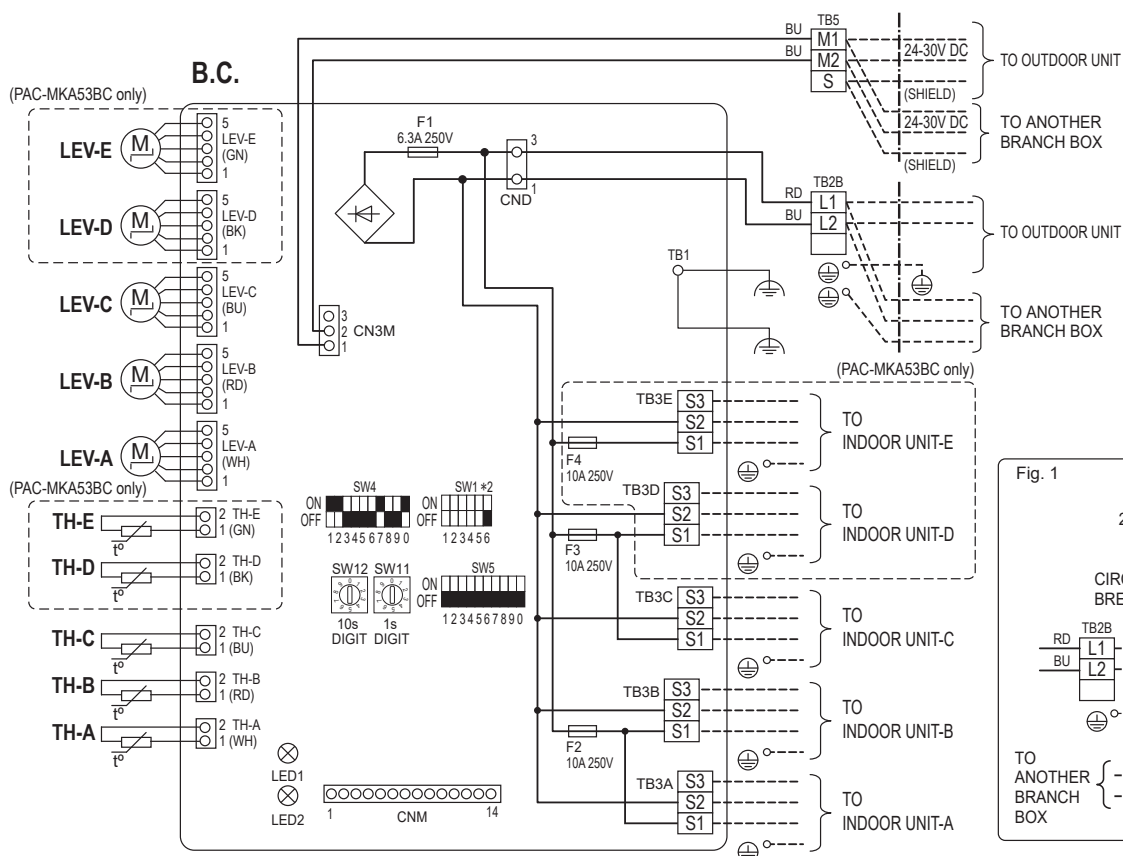 B.C.
(PAC-MKA53BC only)
LEV-E
M
5
LEV-E
(GN)
1
LEV-D
M
5
LEV-D
(BK)
1
LEV-C
M
5
LEV-C
(BU)
1
LEV-B
M
5
LEV-B
(RD)
1
LEV-A
M
5
LEV-A
(WH)
1
(PAC-MKA53BC only)
TH-E
t°
2 TH-E
1 (GN)
TH-D
t°
2 TH-D
1 (BK)
TH-C
t°
2 TH-C
1 (BU)
TH-B
t°
2 TH-B
1 (RD)
TH-A
t°
2 TH-A
1 (WH)
F1
6.3A 250V
3
1
CND
3
2 CN3M
1
SW4
ON
OFF
1234567890
SW1 *2
ON
OFF
123456
SW12
10s
DIGIT
SW11
1s
DIGIT
SW5
ON
OFF
1234567890
LED1
LED2
1 CNM 14
TB5
BU M1
BU M2
S
24-30V DC
(SHIELD)
TO OUTDOOR UNIT
24-30V DC
(SHIELD)
TO ANOTHER
BRANCH BOX
TB2B
RD L1
BU L2
TO OUTDOOR UNIT
TO ANOTHER
BRANCH BOX
TB1
(PAC-MKA53BC only)
TB3E
S3
S2
S1
F4
10A 250V
TO
INDOOR UNIT-E
TB3D
S3
S2
S1
F3
10A 250V
TO
INDOOR UNIT-D
TB3C
S3
S2
S1
TO
INDOOR UNIT-C
TB3B
S3
S2
S1
F2
10A 250V
TO
INDOOR UNIT-B
TB3A
S3
S2
S1
TO
INDOOR UNIT-A
Fig. 1
2
CIRC
BRE
TB2B
RD L1
BU L2
TO
ANOTHER
BRANCH
BOX